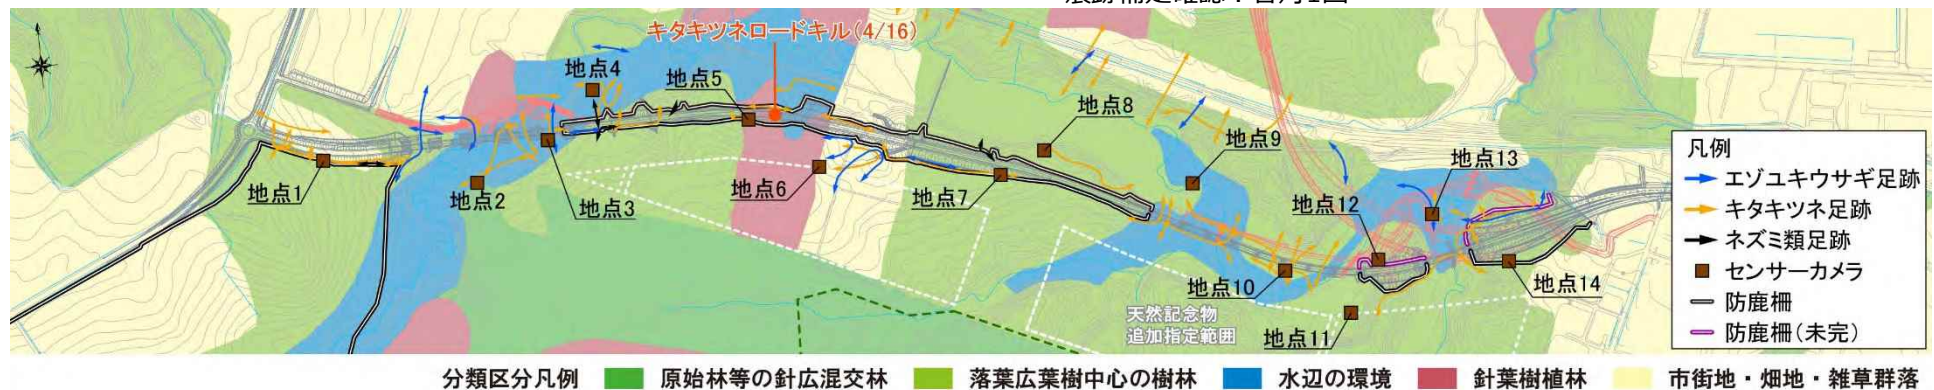 キタキツネロードキル(4/16)
地点4
地点5
地点8
地点9
地点13
地点1
地点2
地点3
地点6
地点7
地点12
地点10
地点14
地点11
天然記念物
追加指定範囲
凡例
エゾユキウサギ足跡
キタキツネ足跡
ネズミ類足跡
センサーカメラ
防鹿柵
防鹿柵(未完)
分類区分凡例 原始林等の針広混交林 落葉広葉樹中心の樹林 水辺の環境 針葉樹植林 市街地・畑地・雑草群落